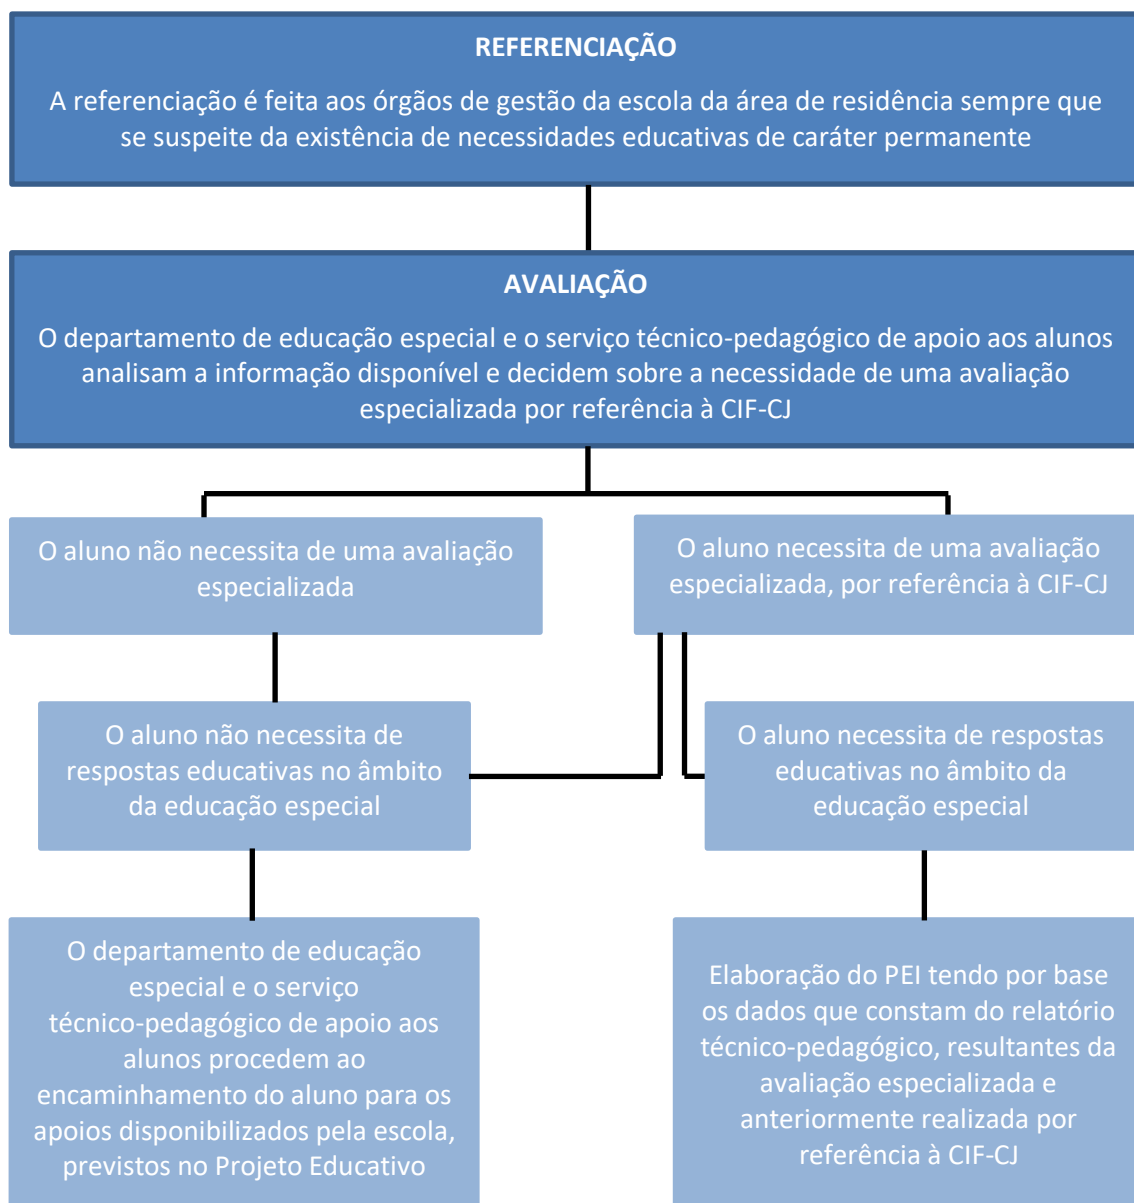 REFERENCIAÇÃO
A referenciação é feita aos órgãos de gestão da escola da área de residência sempre que
se suspeite da existência de necessidades educativas de caráter permanente
AVALIAÇÃO
O departamento de educação especial e o serviço técnico-pedagógico de apoio aos alunos
analisam a informação disponível e decidem sobre a necessidade de uma avaliação
especializada por referência à CIF-CJ
O aluno não necessita de uma avaliação
especializada
O aluno necessita de uma avaliação
especializada, por referência à CIF-CJ
O aluno não necessita de
respostas educativas no âmbito
da educação especial
O aluno necessita de respostas
educativas no âmbito da
educação especial
O departamento de educação
especial e o serviço
técnico-pedagógico de apoio aos
alunos procedem ao
encaminhamento do aluno para os
apoios disponibilizados pela escola,
previstos no Projeto Educativo
Elaboração do PEI tendo por base
os dados que constam do relatório
técnico-pedagógico, resultantes da
avaliação especializada e
anteriormente realizada por
referência à CIF-CJ